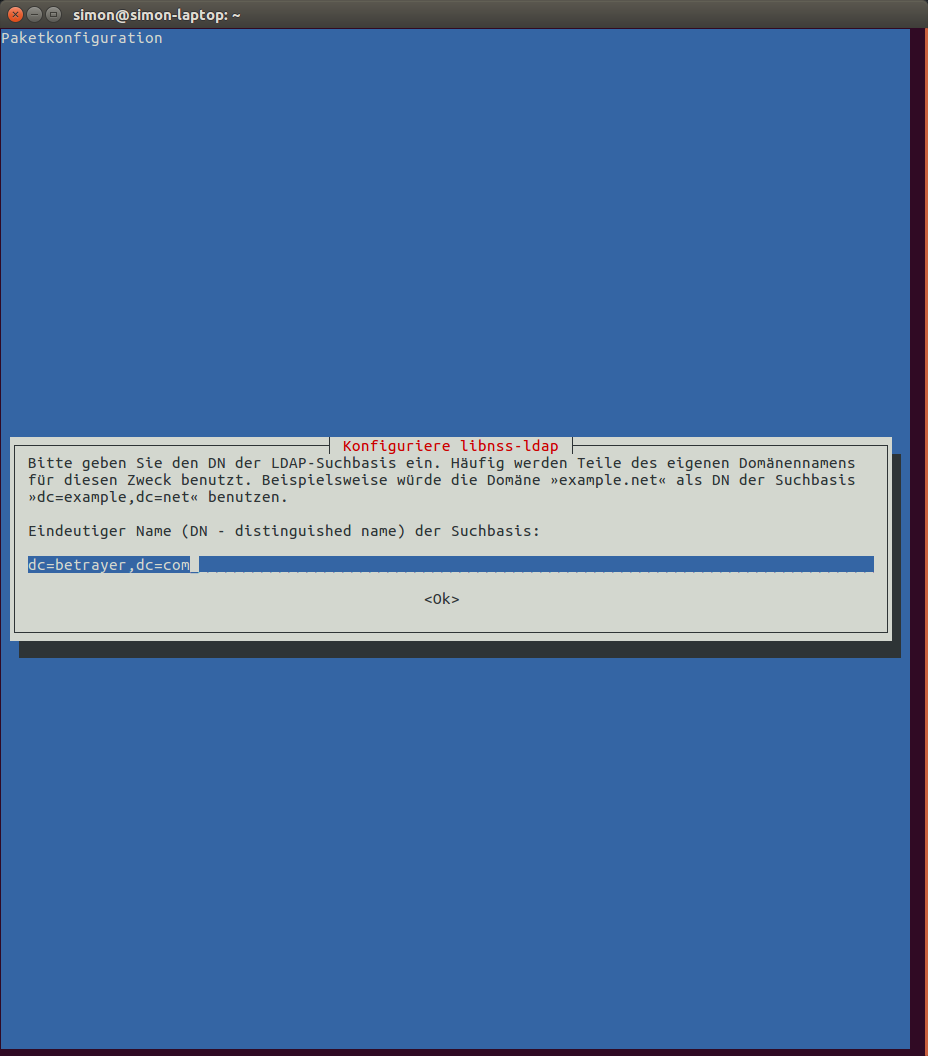 simon@simon-laptop: ~
Paketkonfiguration
Konfiguriere libnss-ldap
Bitte geben Sie den DN der LDAP-Suchbasis ein. Häufig werden Teile des eigenen Domänennamens
für diesen Zweck benutzt. Beispielsweise würde die Domäne »example.net« als DN der Suchbasis
»dc=example,dc=net« benutzen.
Eindeutiger Name (DN - distinguished name) der Suchbasis:
dc=betrayer,dc=com
<Ok>